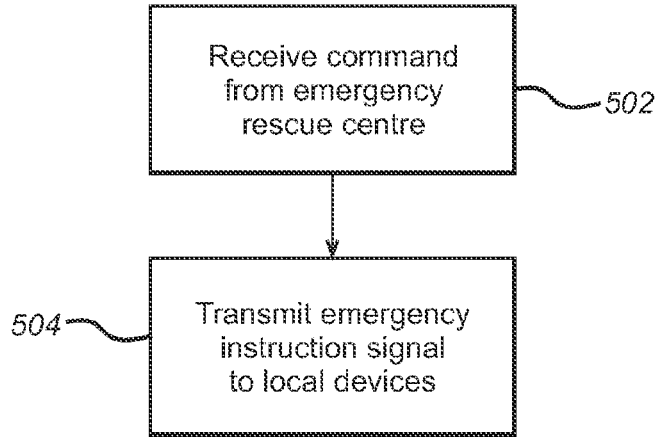 Receive command
from emergency
rescue centre
502
504
Transmit emergency
instruction signal
to local devices